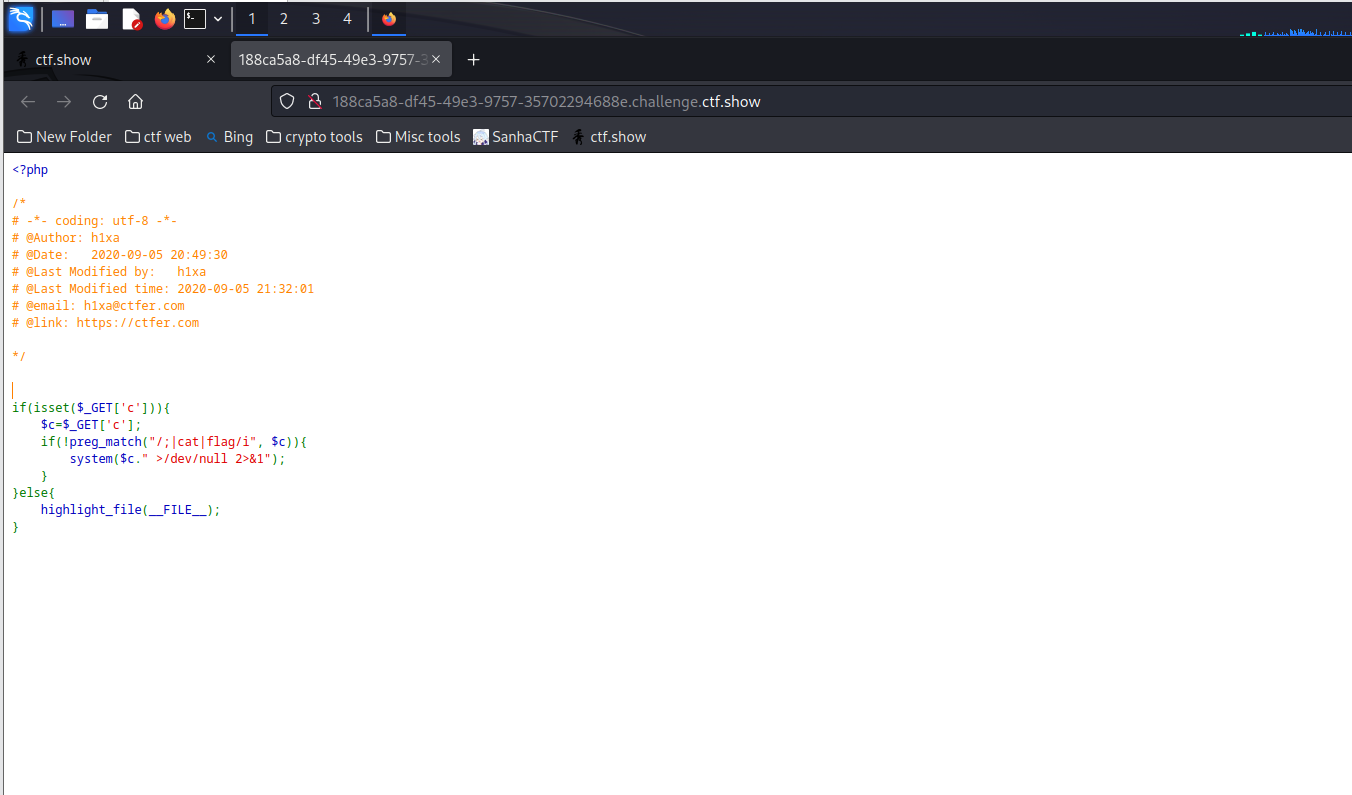 1 2 3 4
ctf.show
188ca5a8-df45-49e3-9757-3
188ca5a8-df45-49e3-9757-35702294688e.challenge.ctf.show
New Folder ctf web Bing crypto tools Misc tools SanhaCTF ctf.show
<?php
/*
# -*- coding: utf-8 -*-
# @Author: h1xa
# @Date:   2020-09-05 20:49:30
# @Last Modified by:   h1xa
# @Last Modified time: 2020-09-05 21:32:01
# @email: h1xa@ctfer.com
# @link: https://ctfer.com
*/
if(isset($_GET['c'])){
    $c=$_GET['c'];
    if(!preg_match("/;|cat|flag/i", $c)){
        system($c." >/dev/null 2>&1");
    }
}else{
    highlight_file(__FILE__);
}